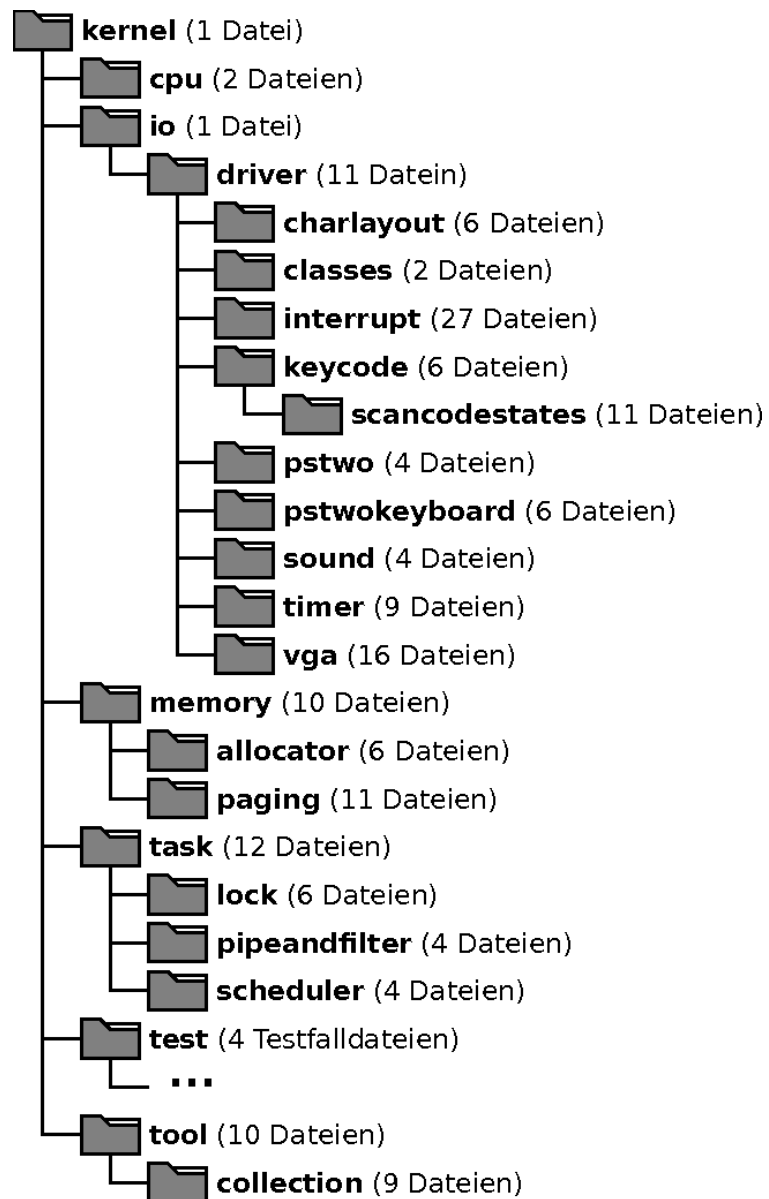 kernel (1 Datei)
cpu (2 Dateien)
io (1 Datei)
driver (11 Datein)
charlayout (6 Dateien)
classes (2 Dateien)
interrupt (27 Dateien)
keycode (6 Dateien)
scancodestates (11 Dateien)
pstwo (4 Dateien)
pstwokeyboard (6 Dateien)
sound (4 Dateien)
timer (9 Dateien)
vga (16 Dateien)
memory (10 Dateien)
allocator (6 Dateien)
paging (11 Dateien)
task (12 Dateien)
lock (6 Dateien)
pipeandfilter (4 Dateien)
scheduler (4 Dateien)
test (4 Testfalldateien)
...
tool (10 Dateien)
collection (9 Dateien)